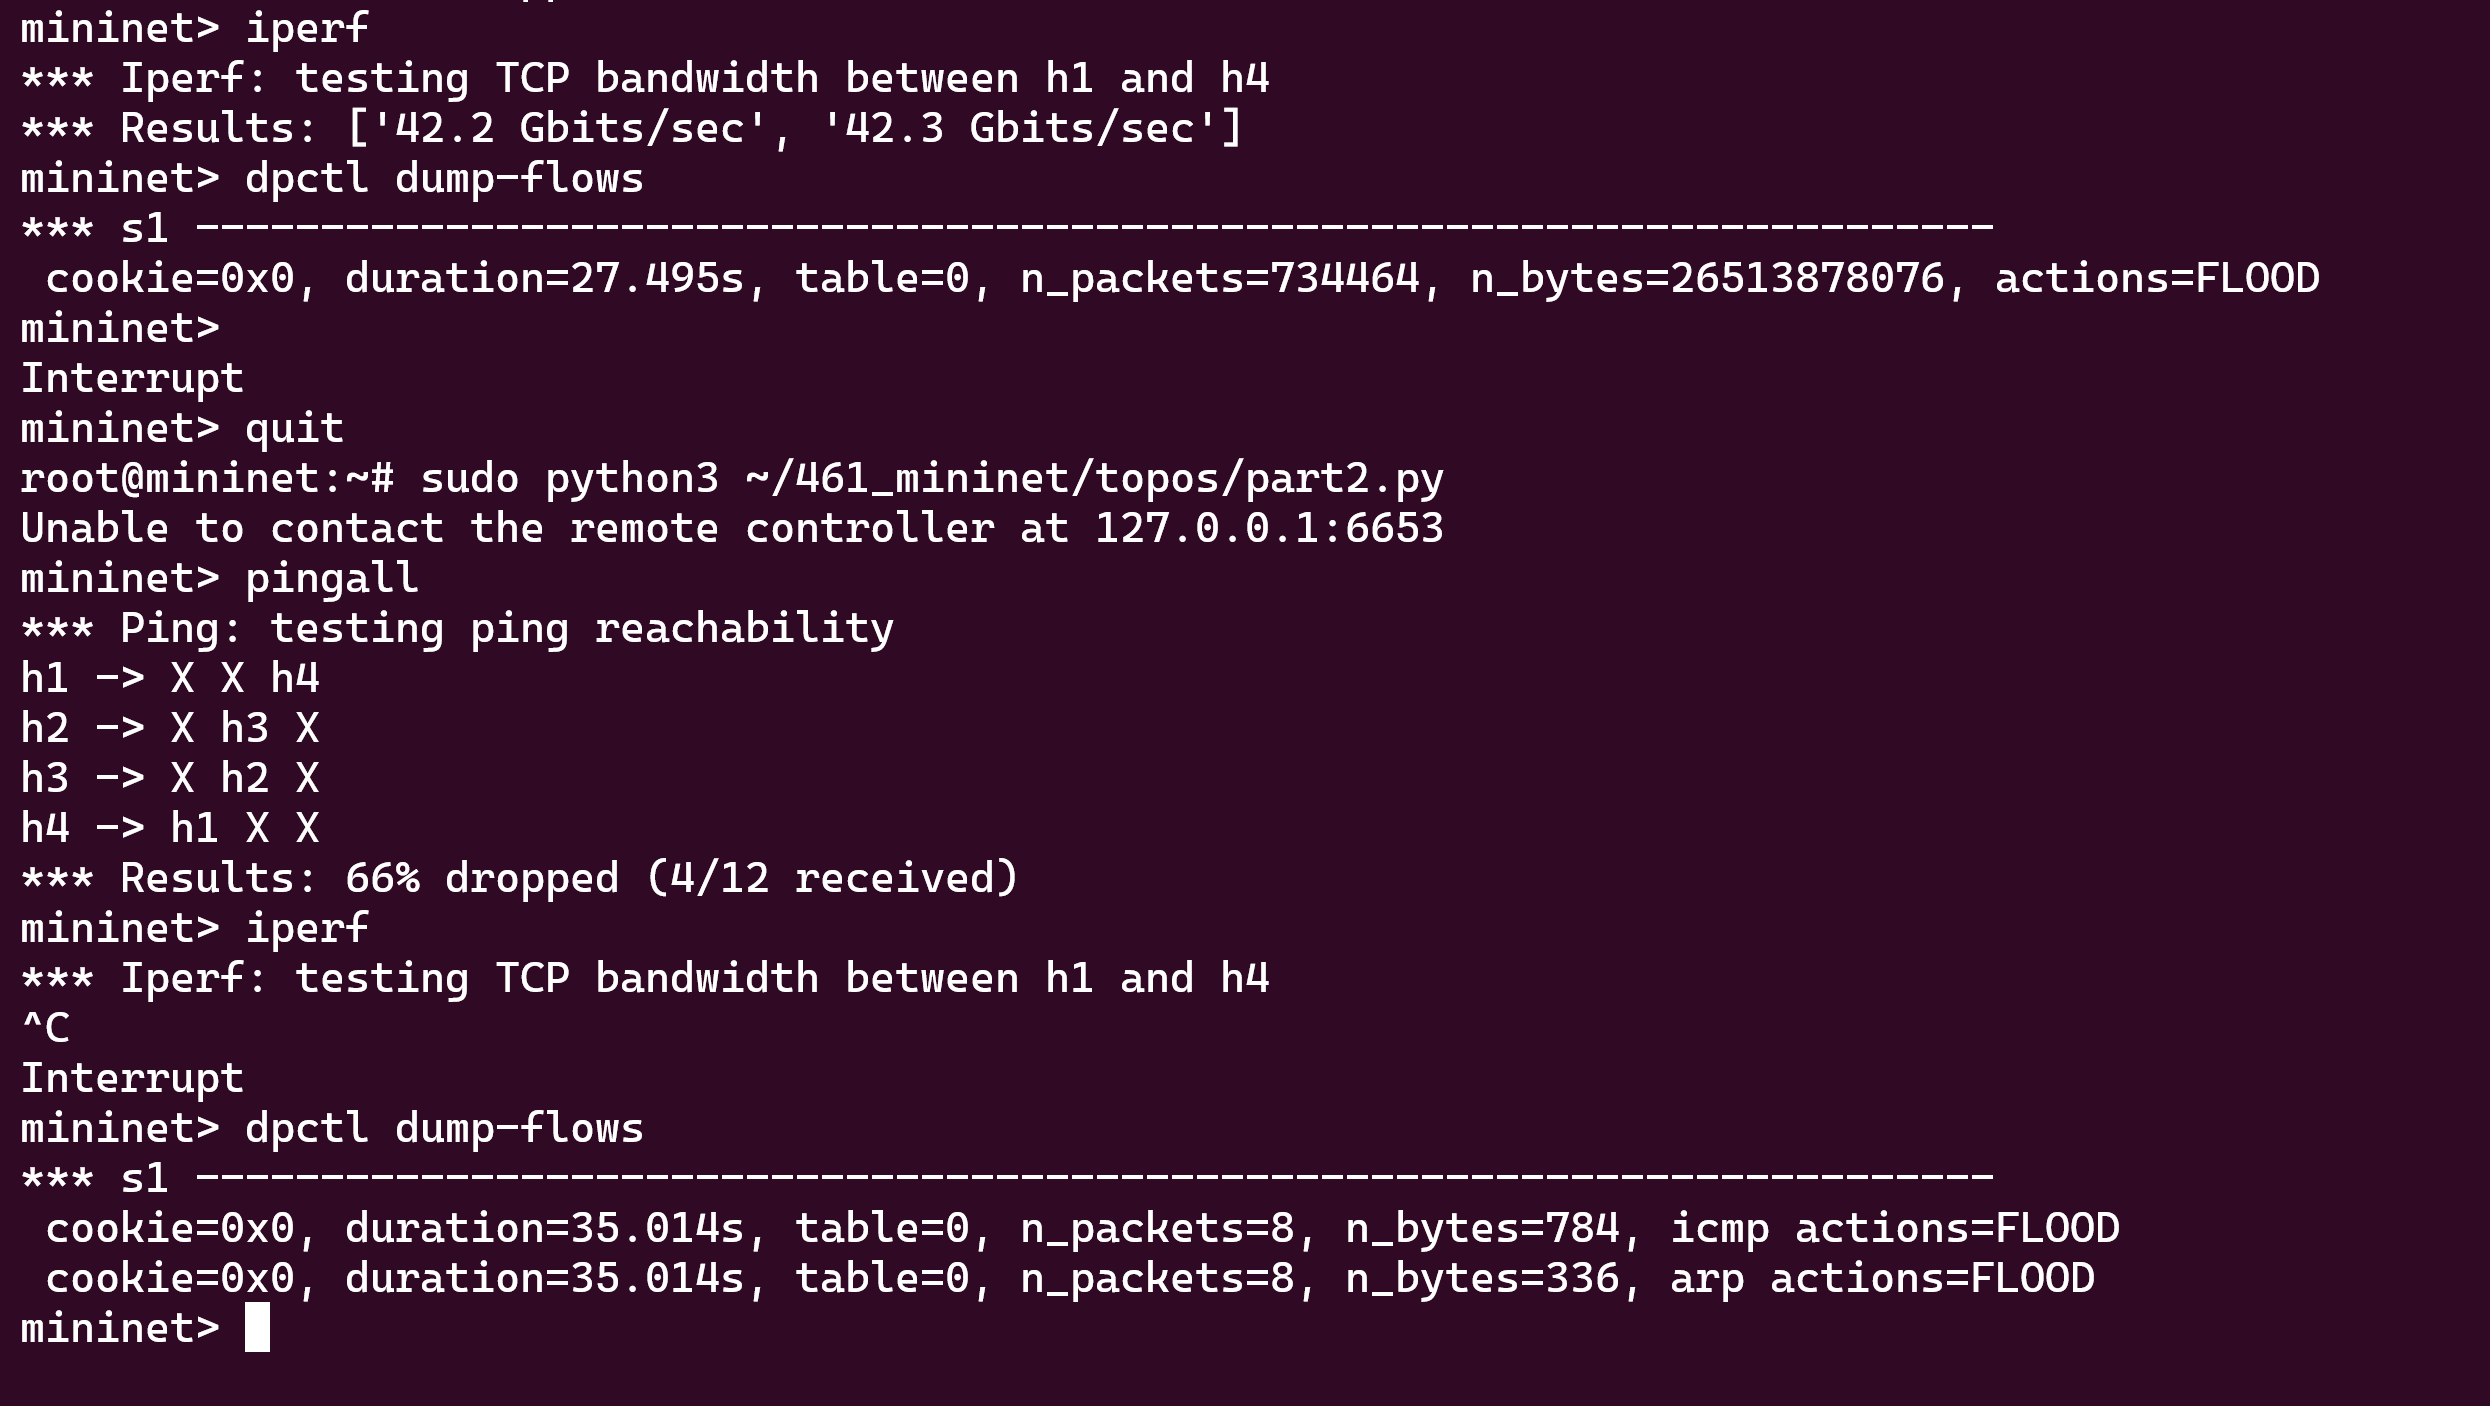 mininet> iperf
*** Iperf: testing TCP bandwidth between h1 and h4
*** Results: ['42.2 Gbits/sec', '42.3 Gbits/sec']
mininet> dpctl dump-flows
*** s1 ------------------------------------------------------------------------
 cookie=0x0, duration=27.495s, table=0, n_packets=734464, n_bytes=26513878076, actions=FLOOD
mininet>
Interrupt
mininet> quit
root@mininet:~# sudo python3 ~/461_mininet/topos/part2.py
Unable to contact the remote controller at 127.0.0.1:6653
mininet> pingall
*** Ping: testing ping reachability
h1 -> X X h4
h2 -> X h3 X
h3 -> X h2 X
h4 -> h1 X X
*** Results: 66% dropped (4/12 received)
mininet> iperf
*** Iperf: testing TCP bandwidth between h1 and h4
^C
Interrupt
mininet> dpctl dump-flows
*** s1 ------------------------------------------------------------------------
 cookie=0x0, duration=35.014s, table=0, n_packets=8, n_bytes=784, icmp actions=FLOOD
 cookie=0x0, duration=35.014s, table=0, n_packets=8, n_bytes=336, arp actions=FLOOD
mininet>